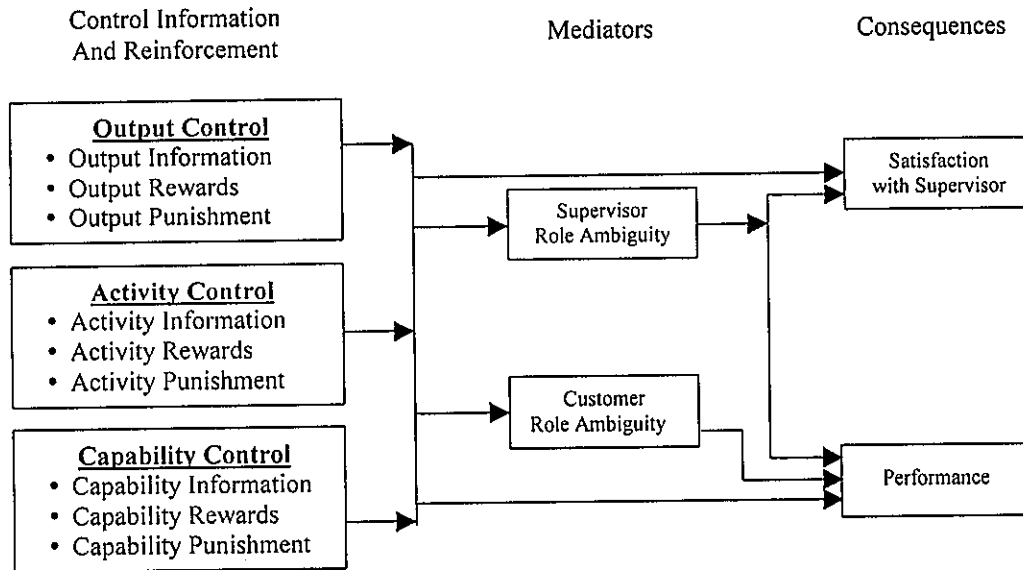 Control Information
And Reinforcement
Mediators
Consequences
Output Control
• Output Information
• Output Rewards
• Output Punishment
Activity Control
• Activity Information
• Activity Rewards
• Activity Punishment
Capability Control
• Capability Information
• Capability Rewards
• Capability Punishment
Supervisor
Role Ambiguity
Customer
Role Ambiguity
Satisfaction
with Supervisor
Performance